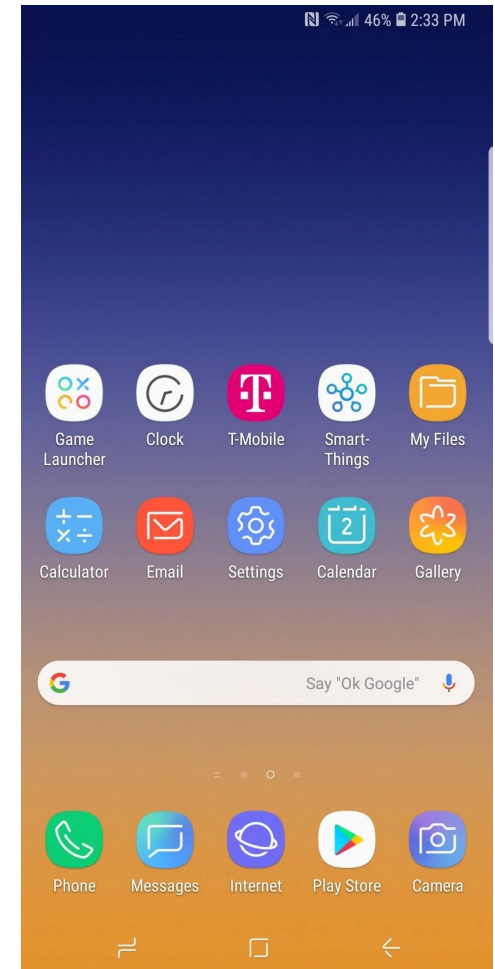 46% 2:33 PM
Game Launcher
Clock
T-Mobile
Smart-Things
My Files
Calculator
Email
Settings
2
Calendar
Gallery
Say "Ok Google"
Phone
Messages
Internet
Play Store
Camera